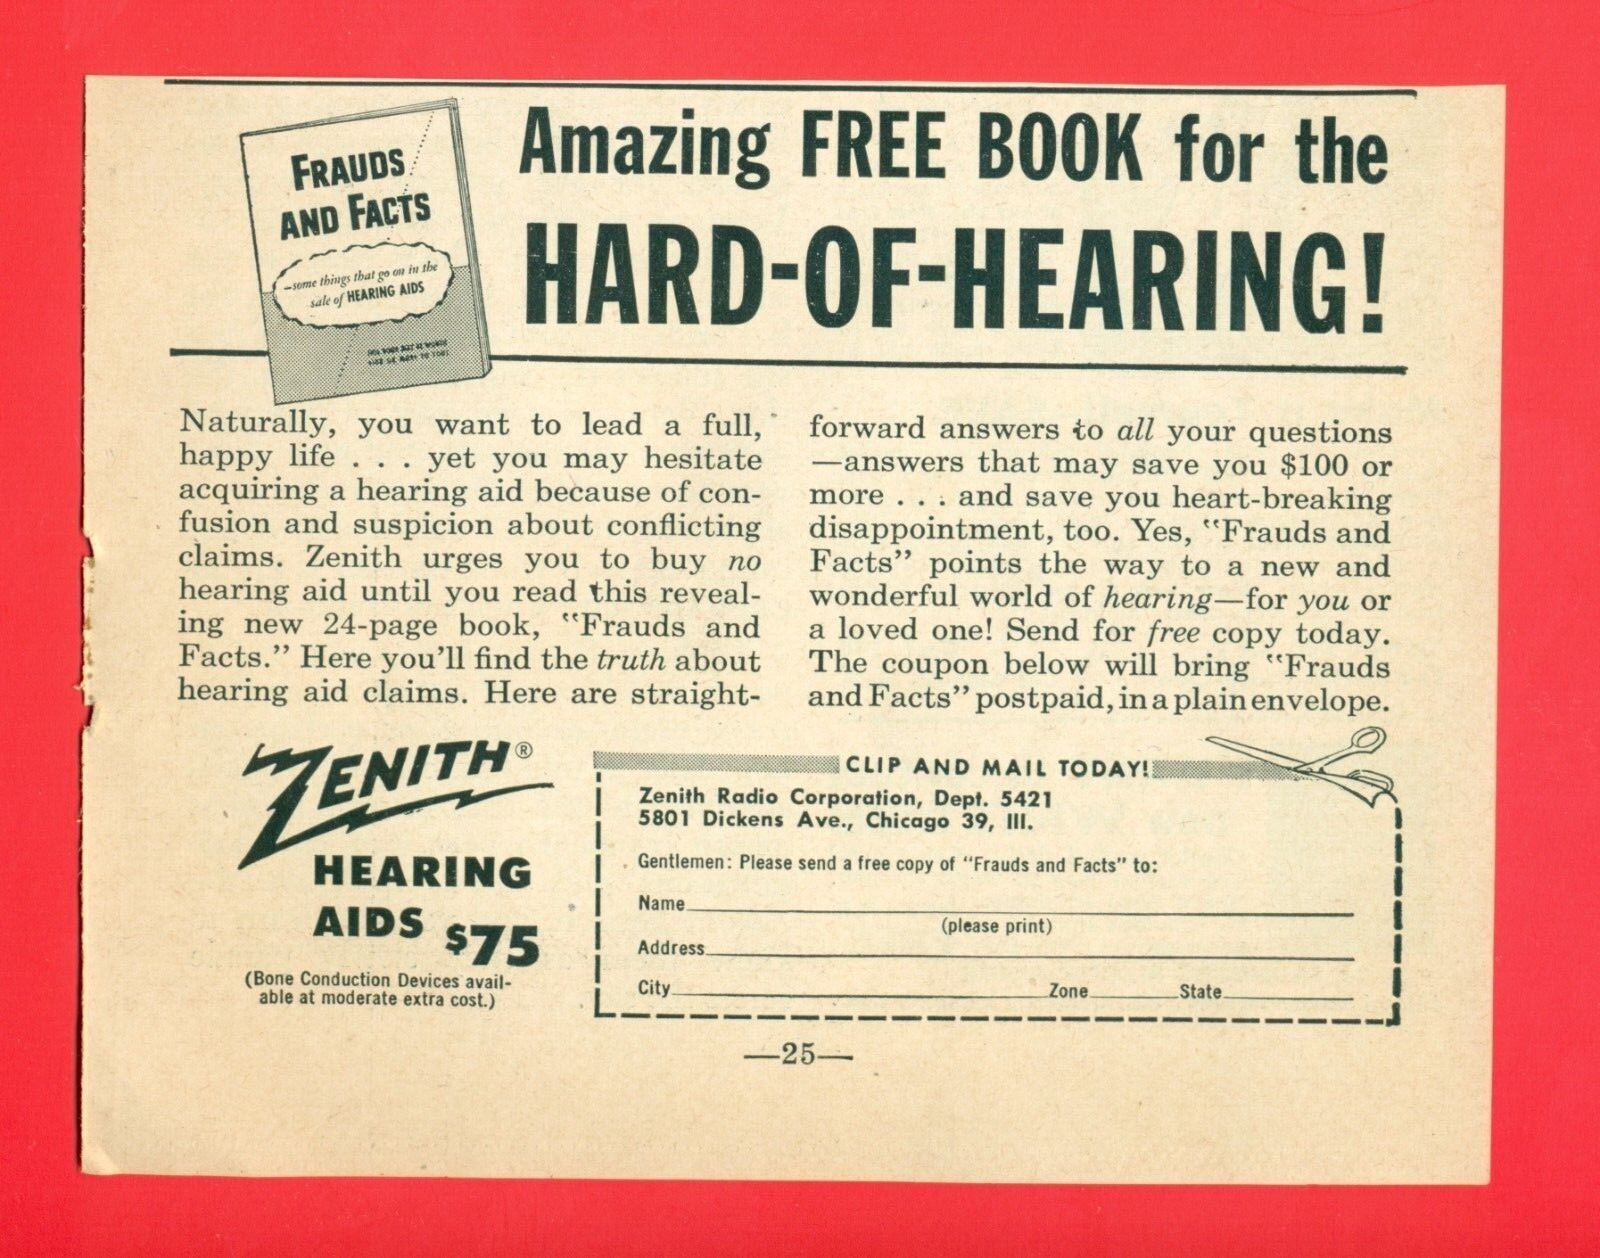 FRAUDS
AND FACTS
—some things that go on in the
sale of HEARING AIDS
Amazing FREE BOOK for the
HARD-OF-HEARING!
Naturally, you want to lead a full,
happy life . . . yet you may hesitate
acquiring a hearing aid because of con-
fusion and suspicion about conflicting
claims. Zenith urges you to buy no
hearing aid until you read this reveal-
ing new 24-page book, "Frauds and
Facts." Here you'll find the truth about
hearing aid claims. Here are straight-
forward answers to all your questions
—answers that may save you $100 or
more . . . and save you heart-breaking
disappointment, too. Yes, "Frauds and
Facts" points the way to a new and
wonderful world of hearing—for you or
a loved one! Send for free copy today.
The coupon below will bring "Frauds
and Facts" postpaid, in a plain envelope.
ZENITH®
HEARING
AIDS $75
(Bone Conduction Devices avail-
able at moderate extra cost.)
CLIP AND MAIL TODAY!
Zenith Radio Corporation, Dept. 5421
5801 Dickens Ave., Chicago 39, Ill.
Gentlemen: Please send a free copy of "Frauds and Facts" to:
Name
(please print)
Address
City Zone State
—25—